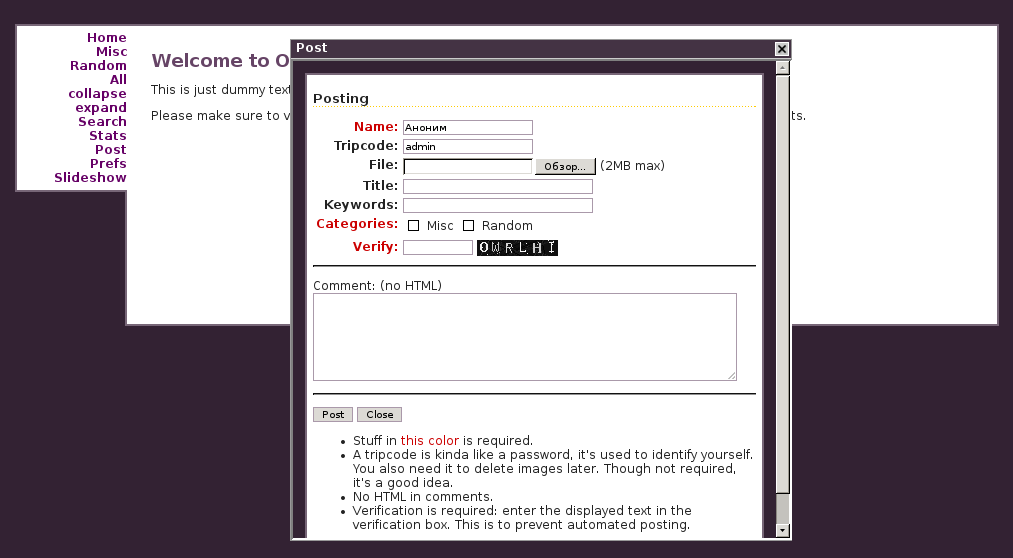 Home
Misc
Random
All
collapse
expand
Search
Stats
Post
Prefs
Slideshow
Welcome to O
This is just dummy text
Please make sure to v
ts.
Post
Posting
Name: Аноним
Tripcode: admin
File: Обзор... (2MB max)
Title:
Keywords:
Categories: Misc Random
Verify: OWRLHI
Comment: (no HTML)
Post Close
• Stuff in this color is required.
• A tripcode is kinda like a password, it's used to identify yourself.
You also need it to delete images later. Though not required,
it's a good idea.
• No HTML in comments.
• Verification is required: enter the displayed text in the
verification box. This is to prevent automated posting.